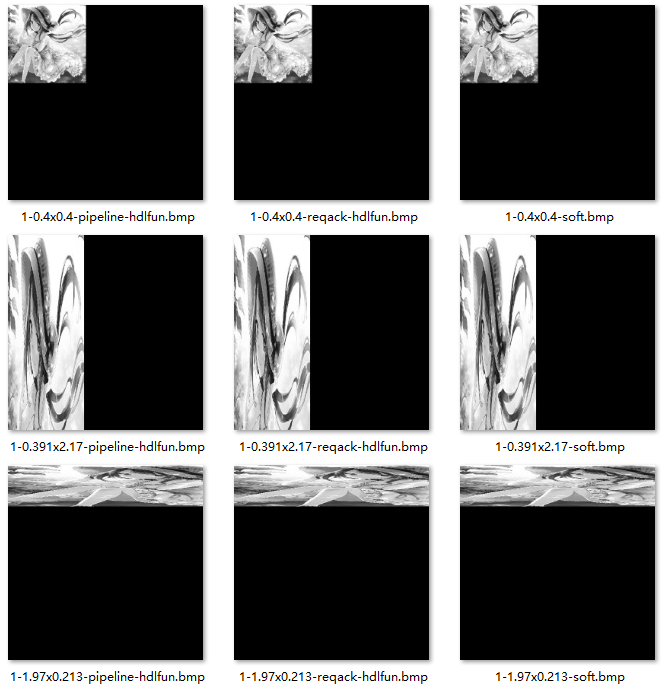 1-0.4x0.4-pipeline-hdlfun.bmp
1-0.4x0.4-reqack-hdlfun.bmp
1-0.4x0.4-soft.bmp
1-0.391x2.17-pipeline-hdlfun.bmp
1-0.391x2.17-reqack-hdlfun.bmp
1-0.391x2.17-soft.bmp
1-1.97x0.213-pipeline-hdlfun.bmp
1-1.97x0.213-reqack-hdlfun.bmp
1-1.97x0.213-soft.bmp